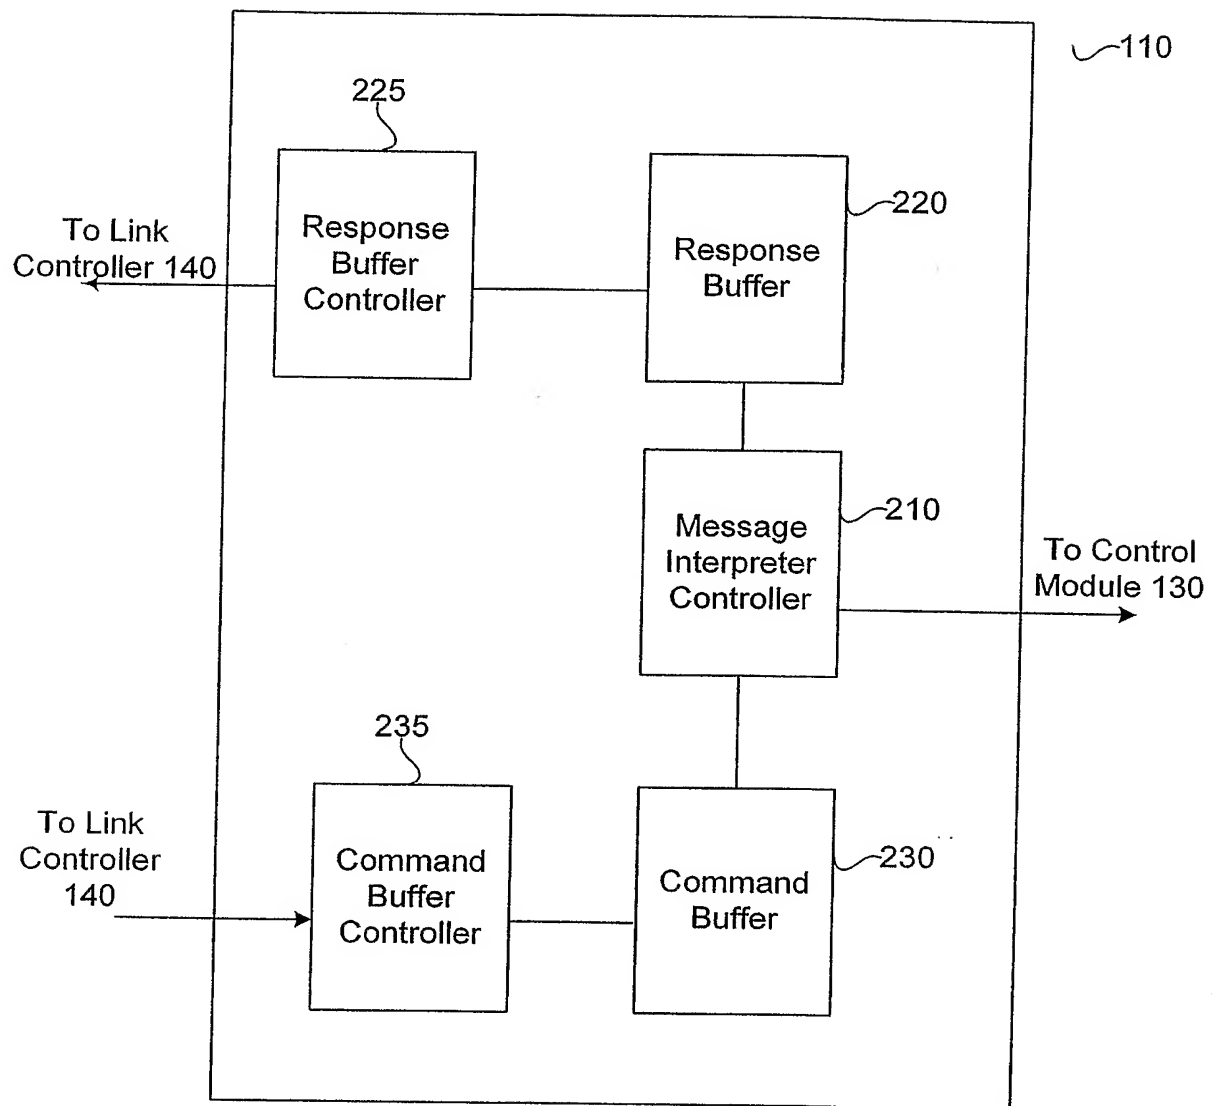 110
225
Response
Buffer
Controller
220
Response
Buffer
To Link
Controller 140
210
Message
Interpreter
Controller
To Control
Module 130
235
Command
Buffer
Controller
230
Command
Buffer
To Link
Controller
140